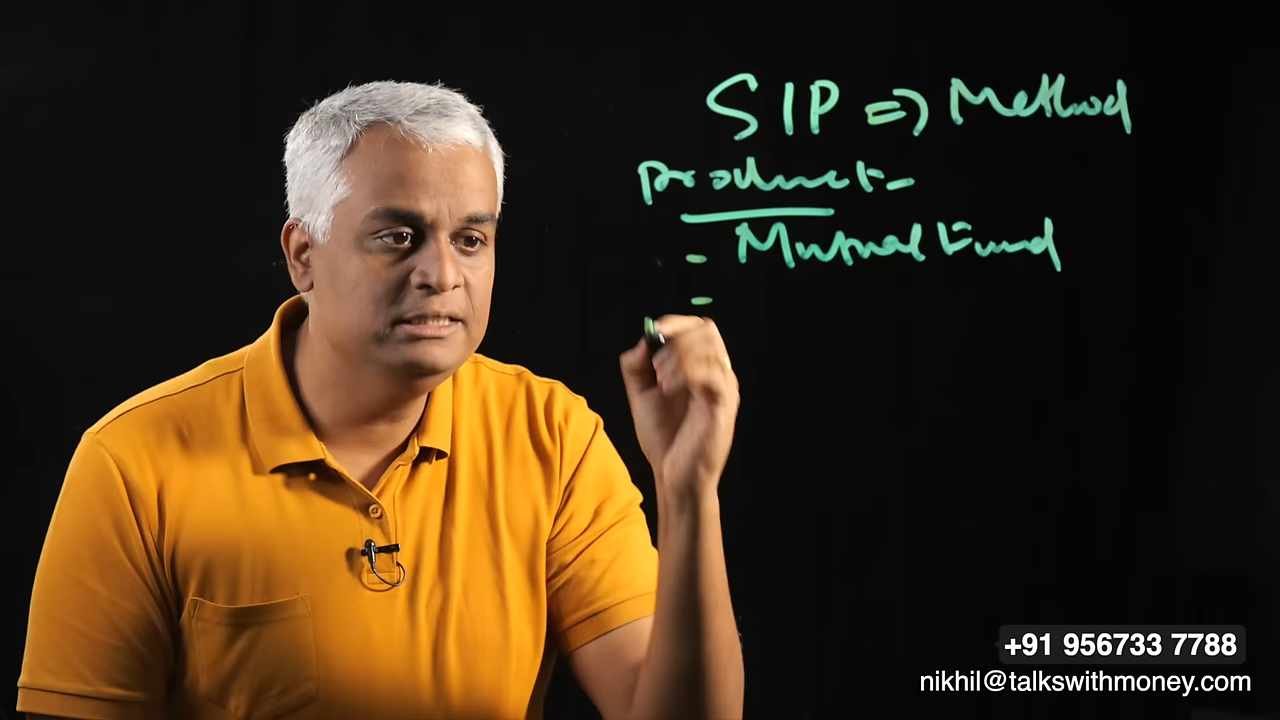 SIP => Method
Product -
- Mutual Fund
-
+91 956733 7788
nikhil@talkswithmoney.com